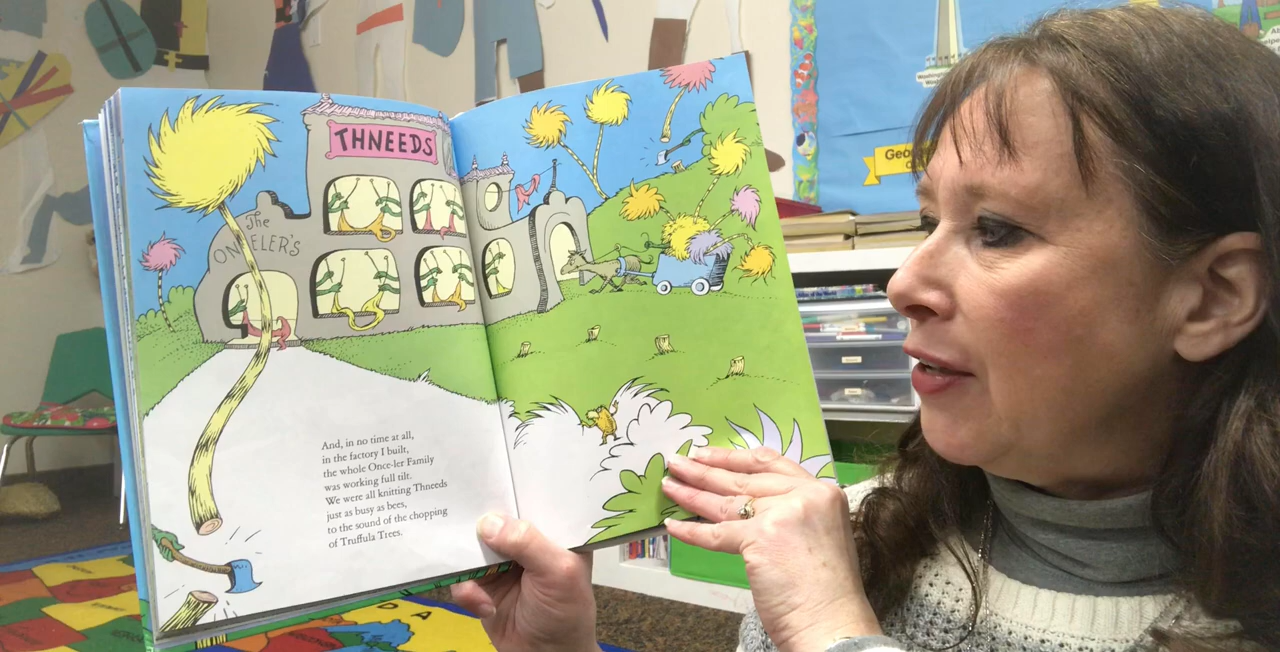 THNEEDS
The
ONCE-LER'S
And, in no time at all,
in the factory I built,
the whole Once-ler Family
was working full tilt.
We were all knitting Thneeds
just as busy as bees,
to the sound of the chopping
of Truffula Trees.
Geo
D A